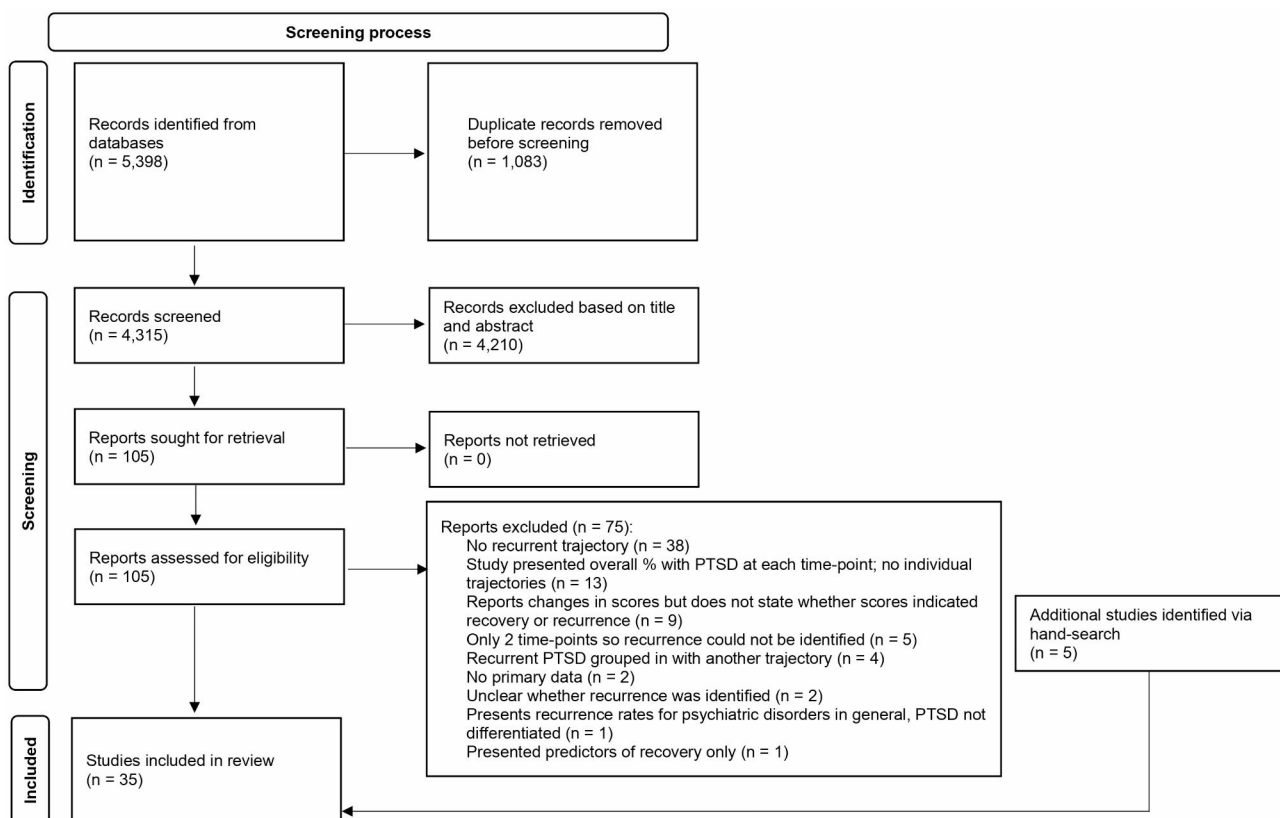 Screening process
Identification
Records identified from
databases
(n = 5,398)
Duplicate records removed
before screening
(n = 1,083)
Screening
Records screened
(n = 4,315)
Records excluded based on title
and abstract
(n = 4,210)
Reports sought for retrieval
(n = 105)
Reports not retrieved
(n = 0)
Reports assessed for eligibility
(n = 105)
Reports excluded (n = 75):
No recurrent trajectory (n = 38)
Study presented overall % with PTSD at each time-point; no individual
trajectories (n = 13)
Reports changes in scores but does not state whether scores indicated
recovery or recurrence (n = 9)
Only 2 time-points so recurrence could not be identified (n = 5)
Recurrent PTSD grouped in with another trajectory (n = 4)
No primary data (n = 2)
Unclear whether recurrence was identified (n = 2)
Presents recurrence rates for psychiatric disorders in general, PTSD not
differentiated (n = 1)
Presented predictors of recovery only (n = 1)
Additional studies identified via
hand-search
(n = 5)
Included
Studies included in review
(n = 35)